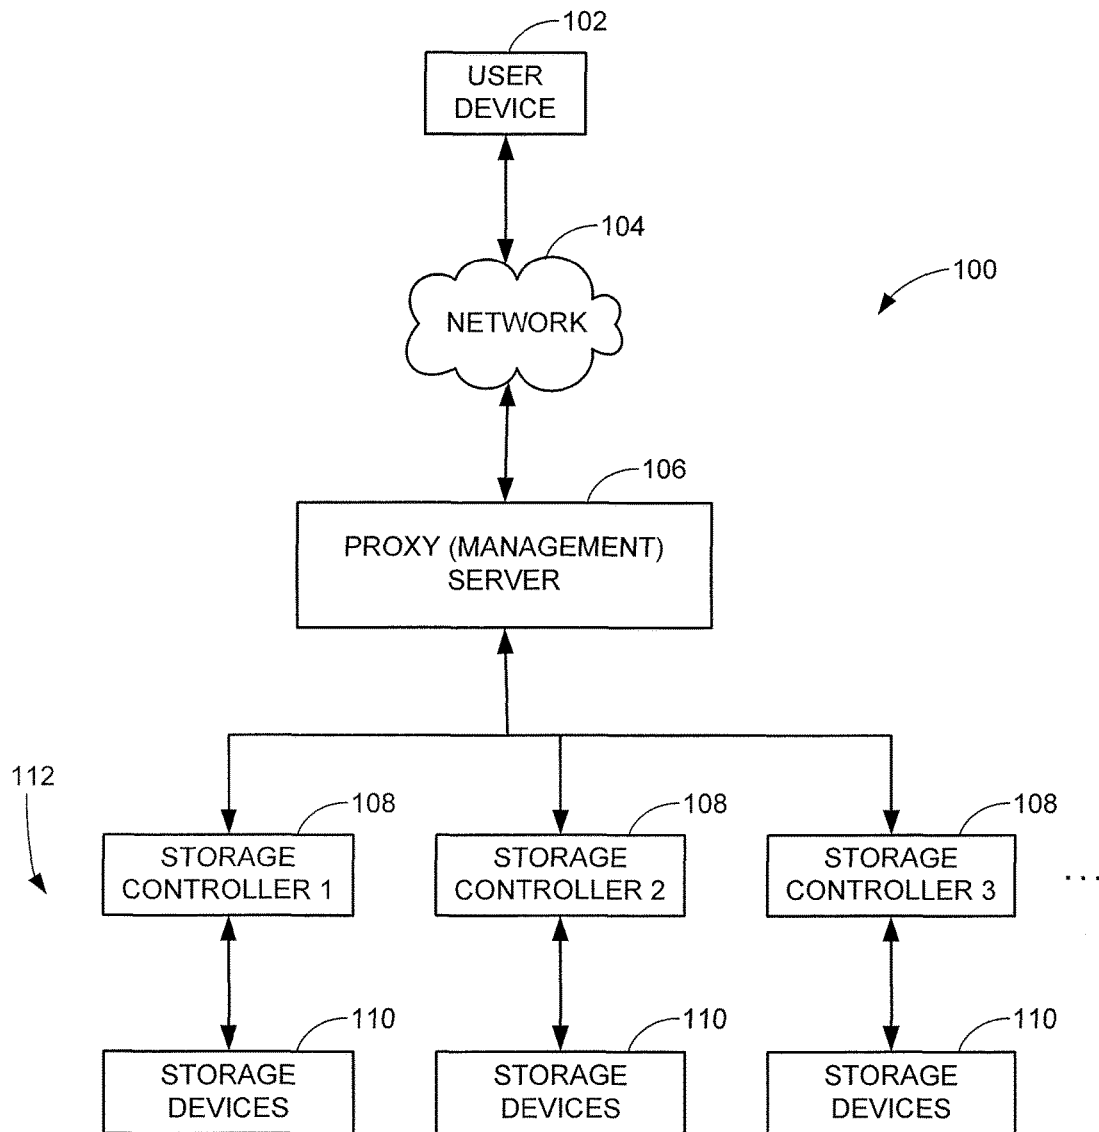 102
USER
DEVICE
104
NETWORK
100
106
PROXY (MANAGEMENT)
SERVER
112
108
108
108
STORAGE
CONTROLLER 1
STORAGE
CONTROLLER 2
STORAGE
CONTROLLER 3
...
110
110
110
STORAGE
DEVICES
STORAGE
DEVICES
STORAGE
DEVICES